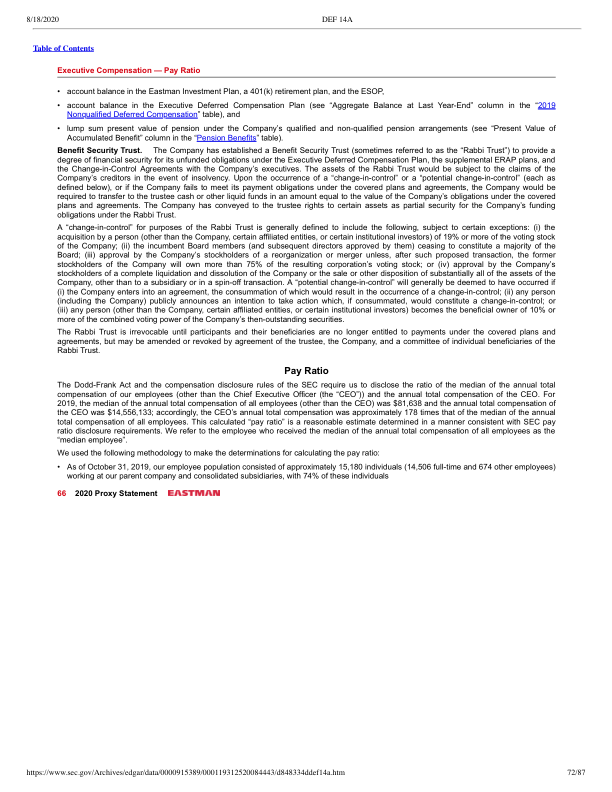 8/18/2020
DEF 14A
Table of Contents
Executive Compensation — Pay Ratio
• account balance in the Eastman Investment Plan, a 401(k) retirement plan, and the ESOP,
• account balance in the Executive Deferred Compensation Plan (see “Aggregate Balance at Last Year-End” column in the “2019
Nonqualified Deferred Compensation” table), and
• lump sum present value of pension under the Company’s qualified and non-qualified pension arrangements (see “Present Value of
Accumulated Benefit” column in the “Pension Benefits” table).
Benefit Security Trust. The Company has established a Benefit Security Trust (sometimes referred to as the “Rabbi Trust”) to provide a
degree of financial security for its unfunded obligations under the Executive Deferred Compensation Plan, the supplemental ERAP plans, and
the Change-in-Control Agreements with the Company’s executives. The assets of the Rabbi Trust would be subject to the claims of the
Company’s creditors in the event of insolvency. Upon the occurrence of a “change-in-control” or a “potential change-in-control” (each as
defined below), or if the Company fails to meet its payment obligations under the covered plans and agreements, the Company would be
required to transfer to the trustee cash or other liquid funds in an amount equal to the value of the Company’s obligations under the covered
plans and agreements. The Company has conveyed to the trustee rights to certain assets as partial security for the Company’s funding
obligations under the Rabbi Trust.
A “change-in-control” for purposes of the Rabbi Trust is generally defined to include the following, subject to certain exceptions: (i) the
acquisition by a person (other than the Company, certain affiliated entities, or certain institutional investors) of 19% or more of the voting stock
of the Company; (ii) the incumbent Board members (and subsequent directors approved by them) ceasing to constitute a majority of the
Board; (iii) approval by the Company’s stockholders of a reorganization or merger unless, after such proposed transaction, the former
stockholders of the Company will own more than 75% of the resulting corporation’s voting stock; or (iv) approval by the Company’s
stockholders of a complete liquidation and dissolution of the Company or the sale or other disposition of substantially all of the assets of the
Company, other than to a subsidiary or in a spin-off transaction. A “potential change-in-control” will generally be deemed to have occurred if
(i) the Company enters into an agreement, the consummation of which would result in the occurrence of a change-in-control; (ii) any person
(including the Company) publicly announces an intention to take action which, if consummated, would constitute a change-in-control; or
(iii) any person (other than the Company, certain affiliated entities, or certain institutional investors) becomes the beneficial owner of 10% or
more of the combined voting power of the Company’s then-outstanding securities.
The Rabbi Trust is irrevocable until participants and their beneficiaries are no longer entitled to payments under the covered plans and
agreements, but may be amended or revoked by agreement of the trustee, the Company, and a committee of individual beneficiaries of the
Rabbi Trust.
Pay Ratio
The Dodd-Frank Act and the compensation disclosure rules of the SEC require us to disclose the ratio of the median of the annual total
compensation of our employees (other than the Chief Executive Officer (the “CEO”)) and the annual total compensation of the CEO. For
2019, the median of the annual total compensation of all employees (other than the CEO) was $81,638 and the annual total compensation of
the CEO was $14,556,133; accordingly, the CEO’s annual total compensation was approximately 178 times that of the median of the annual
total compensation of all employees. This calculated “pay ratio” is a reasonable estimate determined in a manner consistent with SEC pay
ratio disclosure requirements. We refer to the employee who received the median of the annual total compensation of all employees as the
“median employee”.
We used the following methodology to make the determinations for calculating the pay ratio:
• As of October 31, 2019, our employee population consisted of approximately 15,180 individuals (14,506 full-time and 674 other employees)
working at our parent company and consolidated subsidiaries, with 74% of these individuals
66 2020 Proxy Statement EASTMAN
https://www.sec.gov/Archives/edgar/data/0000915389/000119312520084443/d848334ddef14a.htm
72/87